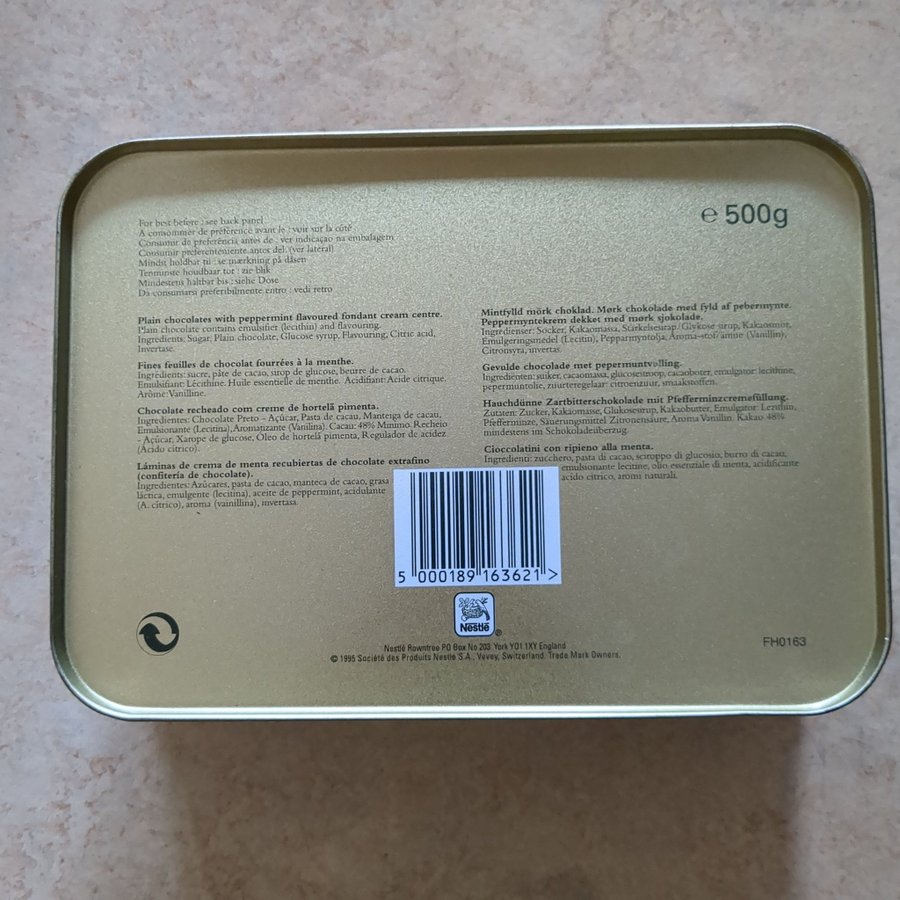 For best before : see back panel
A consommer de préférence avant le : voir sur la côté
Consumir de preferência antes de : ver indicaçao na embalagem
Consumir preferentemente antes del. (ver lateral)
Mindst holdbar til : se mærkning på dåsen
Tenminste houdbaar tot : zie blik
Mindestens haltbar bis : siehe Dose
Da consumarsi preferibilmente entro : vedi retro
e 500g
Plain chocolates with peppermint flavoured fondant cream centre.
Plain chocolate contains emulsifier (lecithin) and flavouring.
Ingredients: Sugar, Plain chocolate, Glucose syrup, Flavouring, Citric acid,
Invertase.
Fines feuilles de chocolat fourrées à la menthe.
Ingrédients: sucre, pâte de cacao, sirop de glucose, beurre de cacao.
Emulsifiant: Lécithine. Huile essentielle de menthe. Acidifiant: Acide citrique.
Arôme: Vanilline.
Chocolate recheado com creme de hortelã pimenta.
Ingredientes: Chocolate Preto - Açúcar, Pasta de cacau, Manteiga de cacau,
Emulsionante (Lecitina), Aromatizante (Vanilina). Cacau: 48% Minimo. Recheio
- Açúcar, Xarope de glucose, Oleo de hortelã pimenta, Regulador de acidez
(Ácido cítrico).
Láminas de crema de menta recubiertas de chocolate extrafino
(confitería de chocolate).
Ingredientes: Azúcares, pasta de cacao, manteca de cacao, grasa
láctica, emulgente (lecitina), aceite de peppermint, acidulante
(A. cítrico), aroma (vainillina), invertasa.
Mintfylld mörk choklad. Mørk chokolade med fyld af pebermynte.
Peppermyntekrem dekket med mørk sjokolade.
Ingredienser: Socker, Kakaomassa, Stärkelsesirap/Glykose sirup, Kakaosmör,
Emulgeringsmedel (Lecitin), Pepparmyntolja, Aroma-stof/ämne (Vanillin),
Citronsyra, invertas.
Gevulde chocolade met pepermuntvulling.
Ingrediënten: suiker, cacaomassa, glucosestroop, cacaoboter, emulgator: lecithine,
pepermuntolie, zuurteregelaar: citroenzuur, smaakstoffen.
Hauchdünne Zartbitterschokolade mit Pfefferminzcremefüllung.
Zutaten: Zucker, Kakaomasse, Glukosesirup, Kakaobutter, Emulgator: Lezithin,
Pfefferminze, Säuerungsmittel Zitronensäure, Aroma Vanillin. Kakao 48%
mindestens im Schokoladeüberzug.
Cioccolatini con ripieno alla menta.
Ingredienti: zucchero, pasta di cacao, sciroppo di glucosio, burro di cacao,
emulsionante lecitine, olio essenziale di menta, acidificante
acido citrico, aromi naturali.
5 000189 163621 >
Nestlé ®
Nestlé Rowntree PO Box No 203 York YO1 1XY England
© 1995 Société des Produits Nestlé S.A., Vevey, Switzerland. Trade Mark Owners.
FH0163